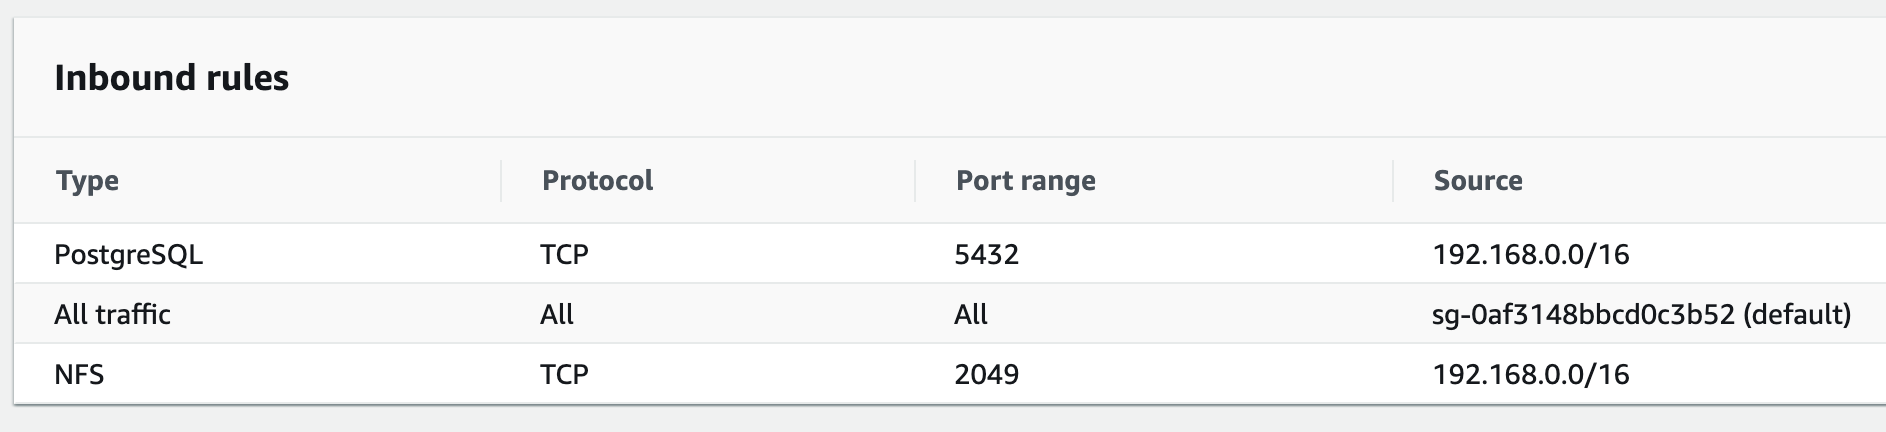 Inbound rules
Type Protocol Port range Source
PostgreSQL TCP 5432 192.168.0.0/16
All traffic All All sg-0af3148bbcd0c3b52 (default)
NFS TCP 2049 192.168.0.0/16